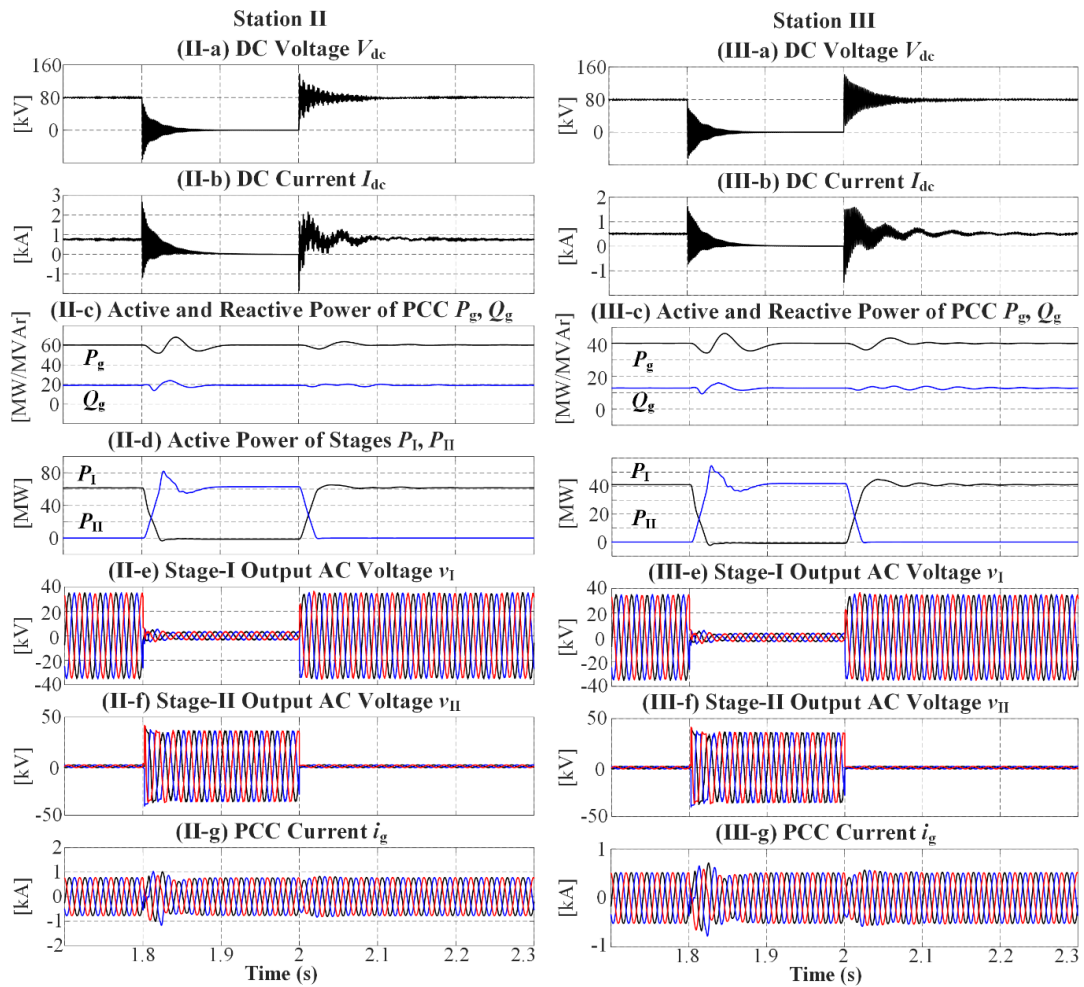 Station II
(II-a) DC Voltage Vdc
160
80
0
[kV]
(II-b) DC Current Idc
3
2
1
0
-1
[kA]
(II-c) Active and Reactive Power of PCC Pg, Qg
60
40
20
0
[MW/MVAr]
Pg
Qg
(II-d) Active Power of Stages PI, PII
80
40
0
[MW]
PI
PII
(II-e) Stage-I Output AC Voltage vI
40
20
0
-20
-40
[kV]
(II-f) Stage-II Output AC Voltage vII
50
0
-50
[kV]
(II-g) PCC Current ig
2
1
0
-1
-2
[kA]
1.8
1.9
2
2.1
2.2
2.3
Time (s)
Station III
(III-a) DC Voltage Vdc
160
80
0
[kV]
(III-b) DC Current Idc
2
1
0
-1
[kA]
(III-c) Active and Reactive Power of PCC Pg, Qg
40
20
0
[MW/MVAr]
Pg
Qg
60
40
20
0
[MW]
PI
PII
(III-e) Stage-I Output AC Voltage vI
40
20
0
-20
-40
[kV]
(III-f) Stage-II Output AC Voltage vII
50
0
-50
[kV]
(III-g) PCC Current ig
1
0
-1
[kA]
1.8
1.9
2
2.1
2.2
2.3
Time (s)